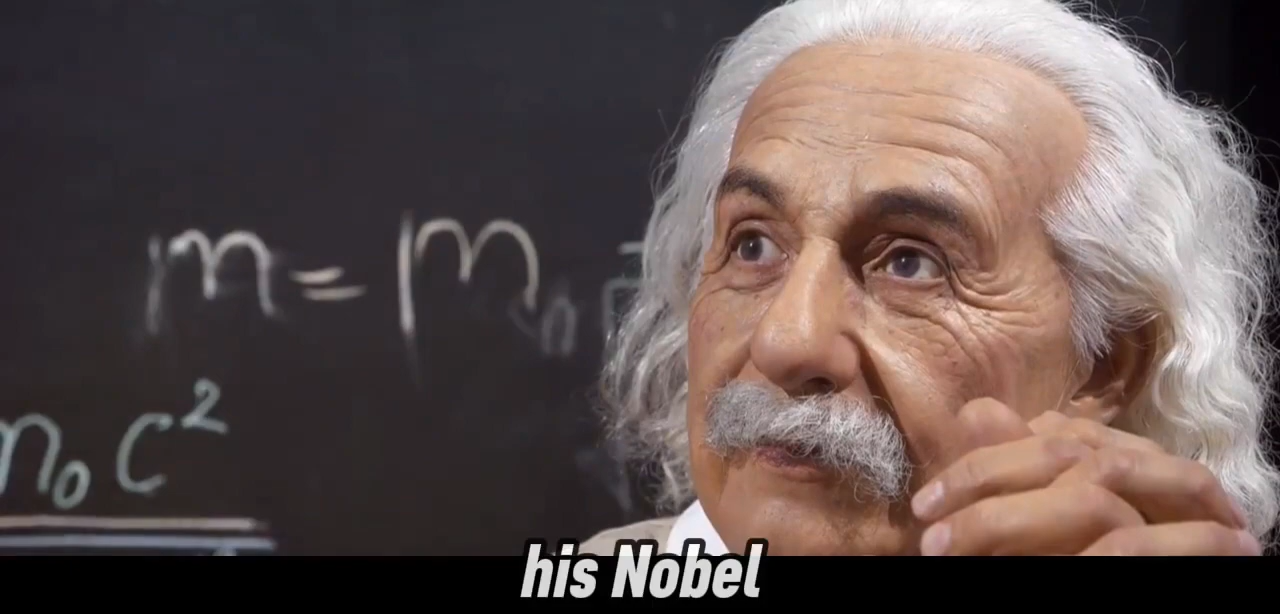 m = m₀
m₀c²
his Nobel